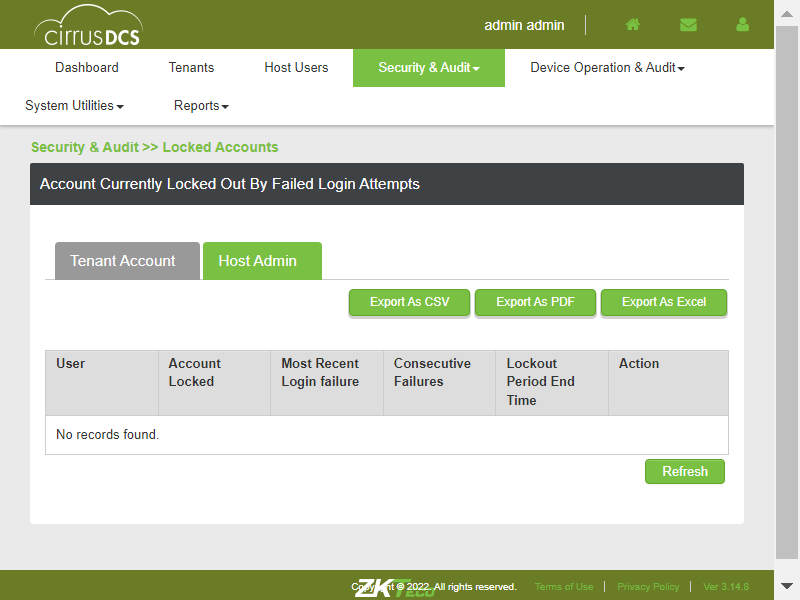 cirrusDCS
admin admin
Dashboard
Tenants
Host Users
Security & Audit
Device Operation & Audit
System Utilities
Reports
Security & Audit >> Locked Accounts
Account Currently Locked Out By Failed Login Attempts
Tenant Account
Host Admin
Export As CSV
Export As PDF
Export As Excel
User
Account
Locked
Most Recent
Login failure
Consecutive
Failures
Lockout
Period End
Time
Action
No records found.
Refresh
ZKTeco
Copyright © 2022. All rights reserved.
Terms of Use
Privacy Policy
Ver 3.14.8